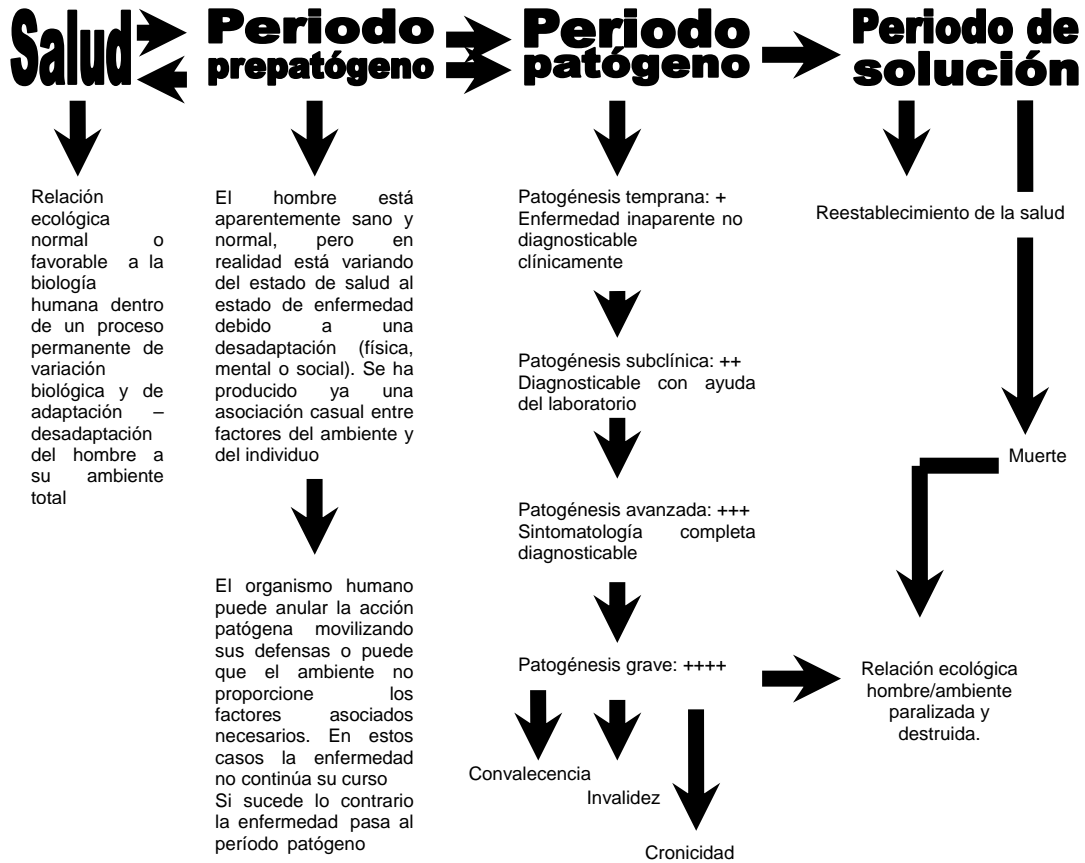 Salud
Periodo
prepatógeno
Periodo
patógeno
Periodo de
solución
Relación
ecológica
normal o
favorable a la
biología
humana dentro
de un proceso
permanente de
variación
biológica y de
adaptación –
desadaptación
del hombre a
su ambiente
total
El hombre está
aparentemente sano y
normal, pero en
realidad está variando
del estado de salud al
estado de enfermedad
debido a una
desadaptación (física,
mental o social). Se ha
producido ya una
asociación casual entre
factores del ambiente y
del individuo
El organismo humano
puede anular la acción
patógena movilizando
sus defensas o puede
que el ambiente no
proporcione los
factores asociados
necesarios. En estos
casos la enfermedad
no continúa su curso
Si sucede lo contrario
la enfermedad pasa al
período patógeno
Patogénesis temprana: +
Enfermedad inaparente no
diagnosticable
clínicamente
Patogénesis subclínica: ++
Diagnosticable con ayuda
del laboratorio
Patogénesis avanzada: +++
Sintomatología completa
diagnosticable
Patogénesis grave: ++++
Convalecencia
Invalidez
Cronicidad
Reestablecimiento de la salud
Muerte
Relación ecológica
hombre/ambiente
paralizada y
destruida.